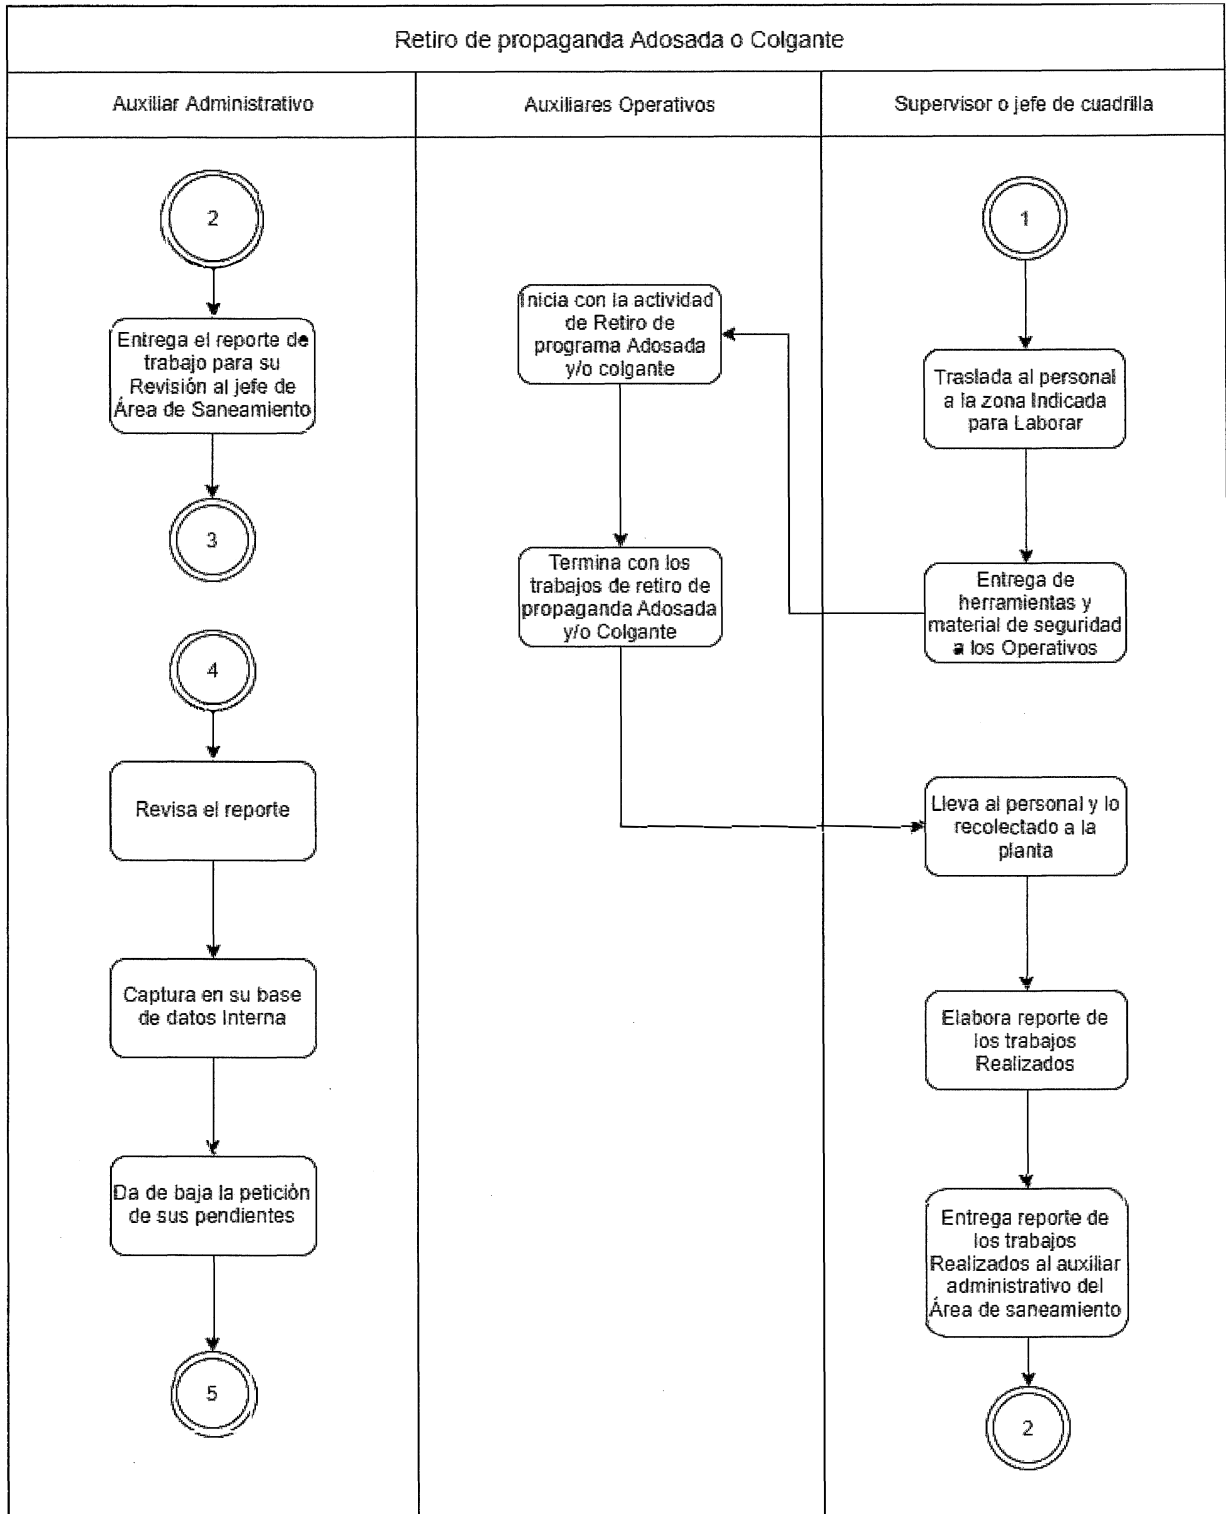 Retiro de propaganda Adosada o Colgante
Auxiliar Administrativo
Auxiliares Operativos
Supervisor o jefe de cuadrilla
2
Entrega el reporte de
trabajo para su
Revisión al jefe de
Área de Saneamiento
3
4
Revisa el reporte
Captura en su base
de datos Interna
Da de baja la petición
de sus pendientes
5
Inicia con la actividad
de Retiro de
programa Adosada
y/o colgante
Termina con los
trabajos de retiro de
propaganda Adosada
y/o Colgante
1
Traslada al personal
a la zona Indicada
para Laborar
Entrega de
herramientas y
material de seguridad
a los Operativos
Lleva al personal y lo
recolectado a la
planta
Elabora reporte de
los trabajos
Realizados
Entrega reporte de
los trabajos
Realizados al auxiliar
administrativo del
Área de saneamiento
2